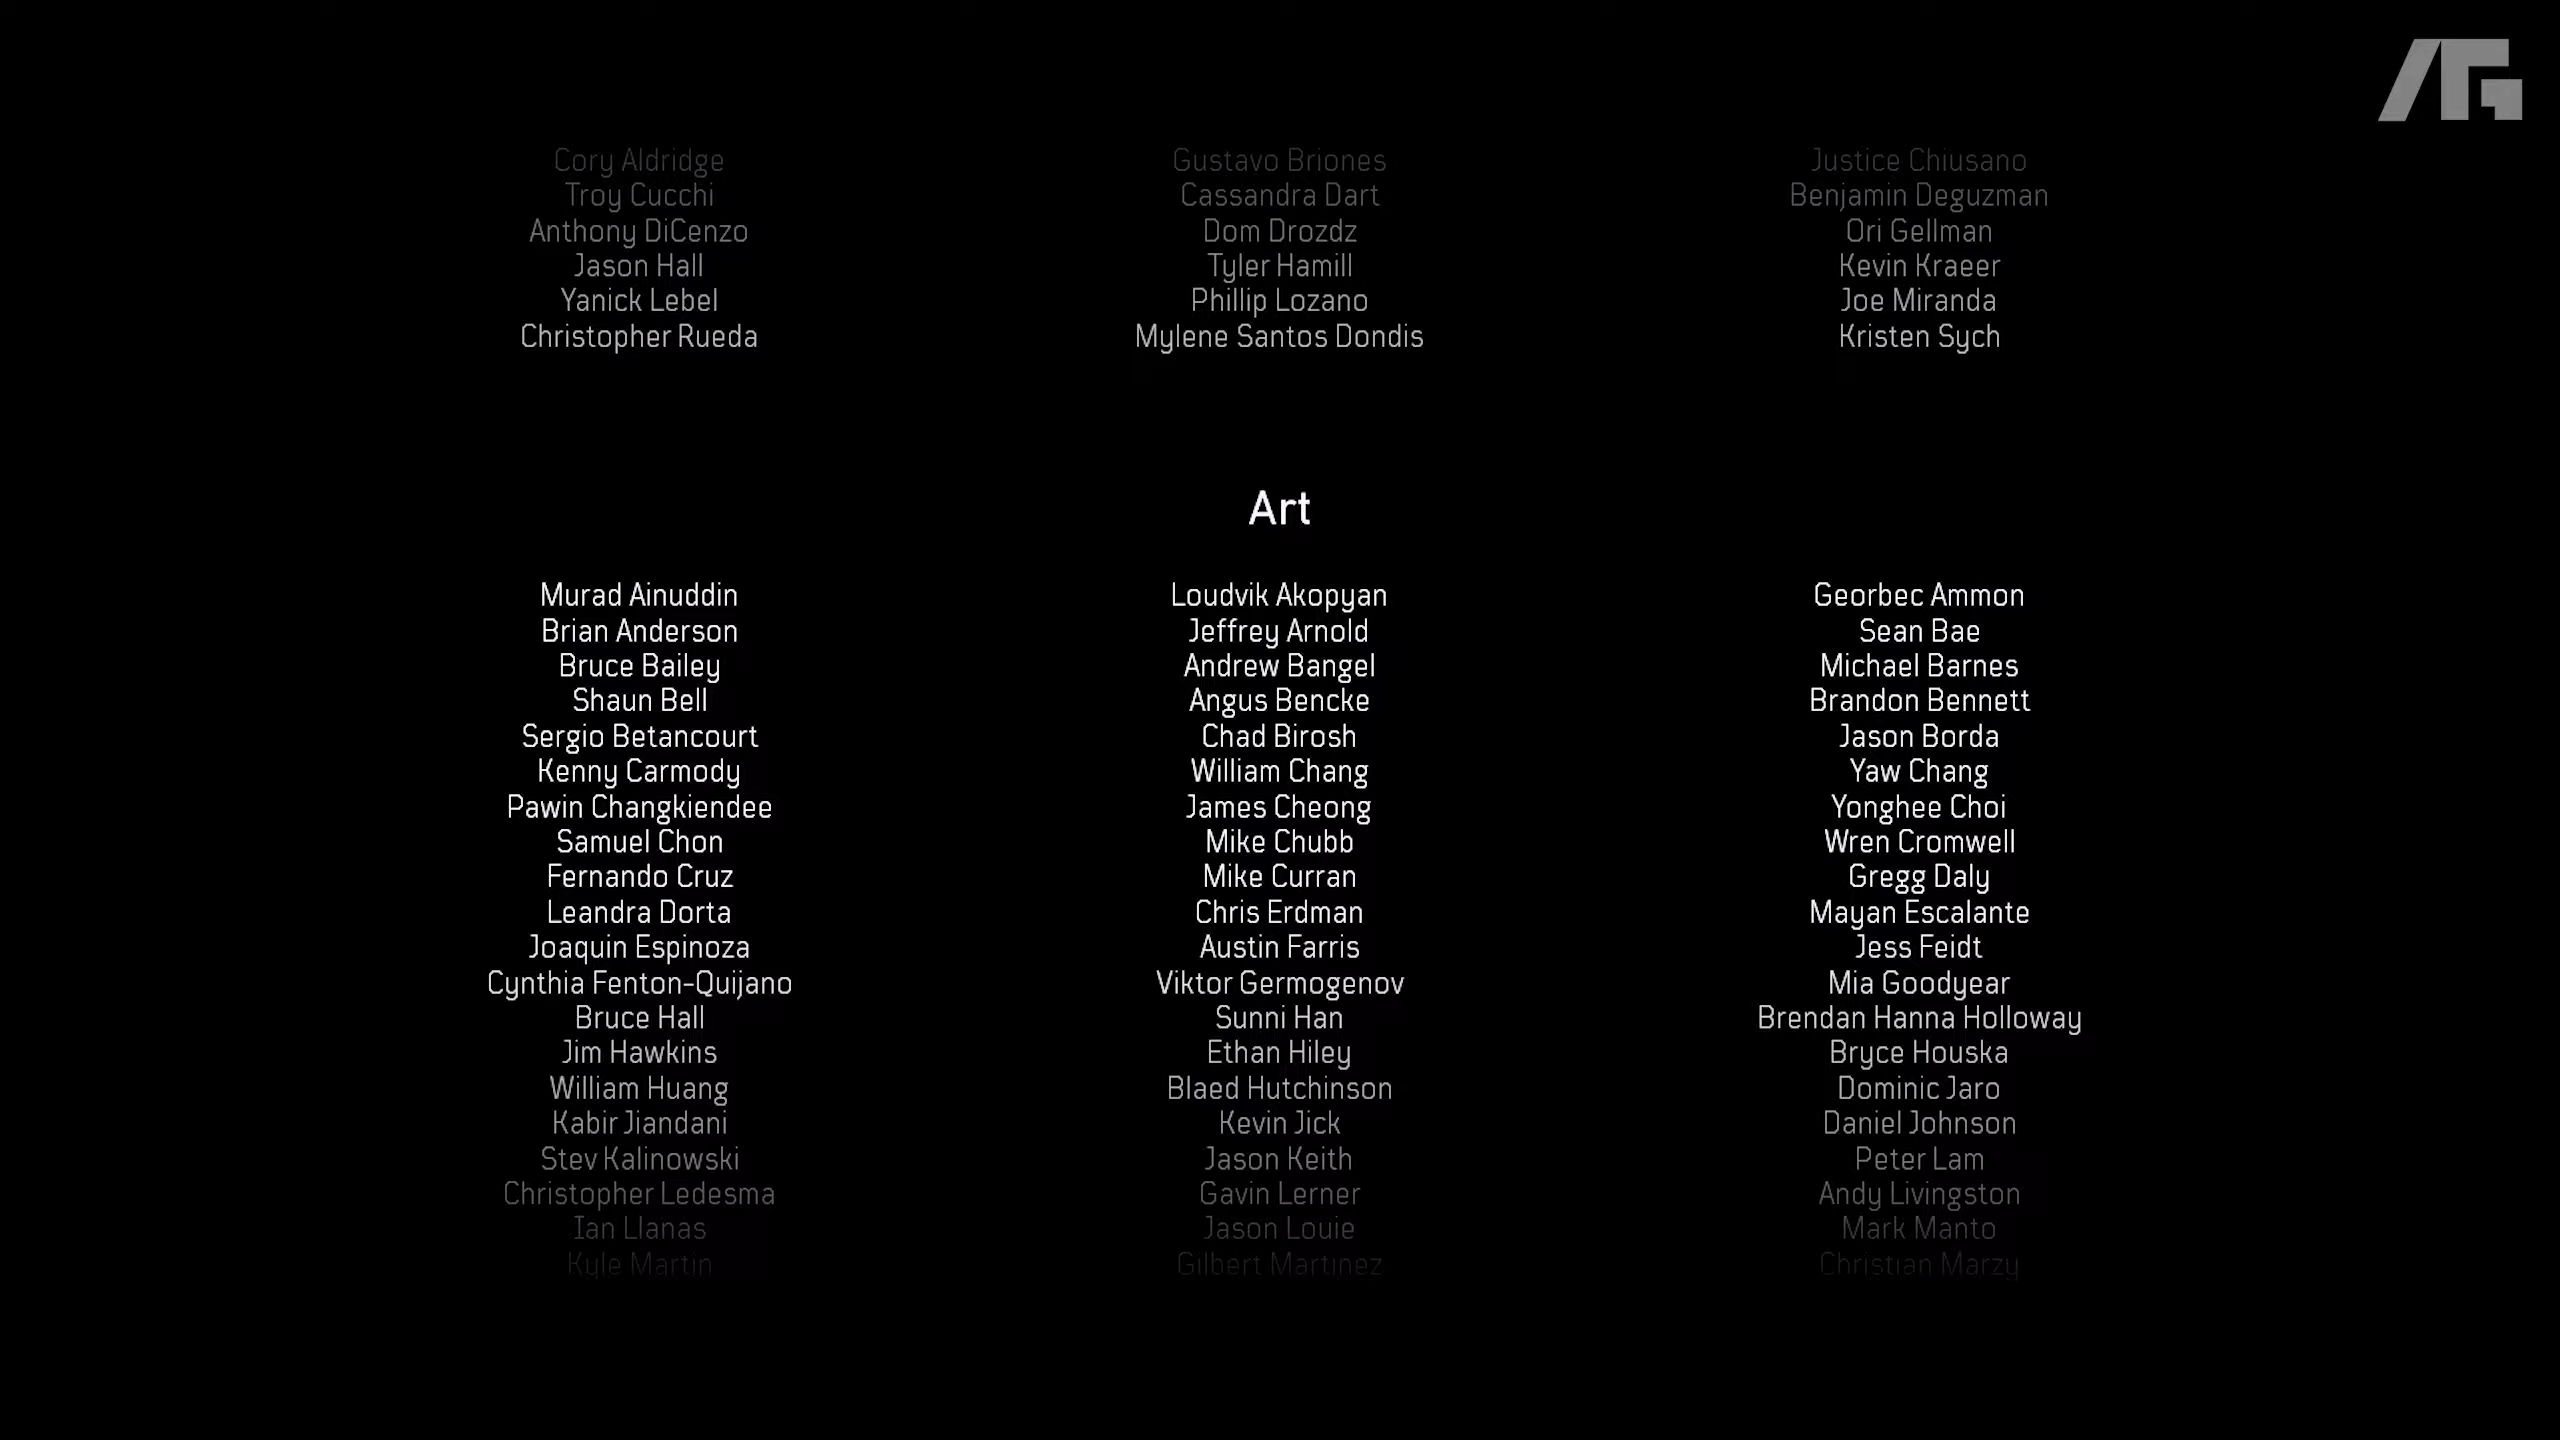 Cory Aldridge Gustavo Briones Justice Chiusano
Troy Cucchi Cassandra Dart Benjamin Deguzman
Anthony DiCenzo Dom Drozdz Ori Gellman
Jason Hall Tyler Hamill Kevin Kraeer
Yanick Lebel Phillip Lozano Joe Miranda
Christopher Rueda Mylene Santos Dondis Kristen Sych
Art
Murad Ainuddin Loudvik Akopyan Georbec Ammon
Brian Anderson Jeffrey Arnold Sean Bae
Bruce Bailey Andrew Bangel Michael Barnes
Shaun Bell Angus Bencke Brandon Bennett
Sergio Betancourt Chad Birosh Jason Borda
Kenny Carmody William Chang Yaw Chang
Pawin Changkiendee James Cheong Yonghee Choi
Samuel Chon Mike Chubb Wren Cromwell
Fernando Cruz Mike Curran Gregg Daly
Leandra Dorta Chris Erdman Mayan Escalante
Joaquin Espinoza Austin Farris Jess Feidt
Cynthia Fenton-Quijano Viktor Germogenov Mia Goodyear
Bruce Hall Sunni Han Brendan Hanna Holloway
Jim Hawkins Ethan Hiley Bryce Houska
William Huang Blaed Hutchinson Dominic Jaro
Kabir Jiandani Kevin Jick Daniel Johnson
Stev Kalinowski Jason Keith Peter Lam
Christopher Ledesma Gavin Lerner Andy Livingston
Ian Llanas Jason Louie Mark Manto
Kyle Martin Gilbert Martinez Christian Marzy